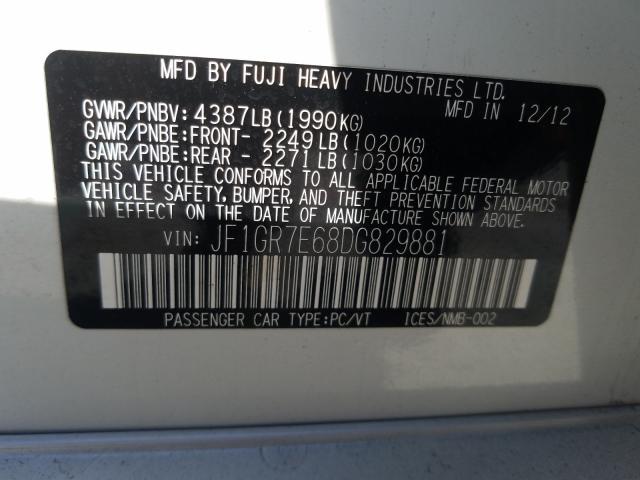 MFD BY FUJI HEAVY INDUSTRIES LTD.
MFD IN 12/12
GVWR/PNBV: 4387LB(1990KG)
GAWR/PNBE:FRONT- 2249LB(1020KG)
GAWR/PNBE:REAR - 2271LB(1030KG)
THIS VEHICLE CONFORMS TO ALL APPLICABLE FEDERAL MOTOR
VEHICLE SAFETY, BUMPER, AND THEFT PREVENTION STANDARDS
IN EFFECT ON THE DATE OF MANUFACTURE SHOWN ABOVE.
VIN: JF1GR7E68DG829881
PASSENGER CAR TYPE:PC/VT ICES/NMB-002